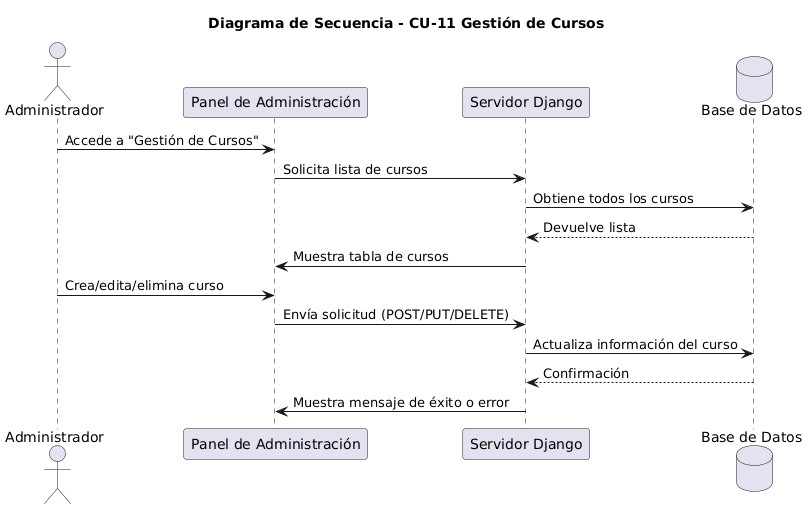 Diagrama de Secuencia - CU-11 Gestión de Cursos
Administrador
Panel de Administración
Servidor Django
Base de Datos
Accede a "Gestión de Cursos"
Solicita lista de cursos
Obtiene todos los cursos
Devuelve lista
Muestra tabla de cursos
Crea/edita/elimina curso
Envía solicitud (POST/PUT/DELETE)
Actualiza información del curso
Confirmación
Muestra mensaje de éxito o error
Administrador
Panel de Administración
Servidor Django
Base de Datos